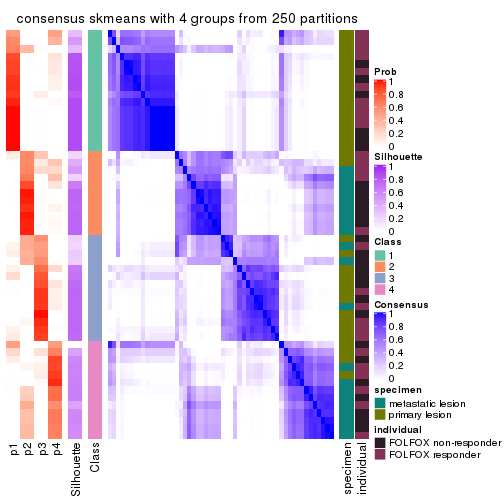 consensus skmeans with 4 groups from 250 partitions
Prob
1
0.8
0.6
0.4
0.2
0
Silhouette
1
0.8
0.6
0.4
0.2
0
Class
1
2
3
4
Consensus
1
0.8
0.6
0.4
0.2
0
specimen
metastatic lesion
primary lesion
individual
FOLFOX non-responder
FOLFOX responder
p1
p2
p3
p4
Silhouette
Class
specimen
individual